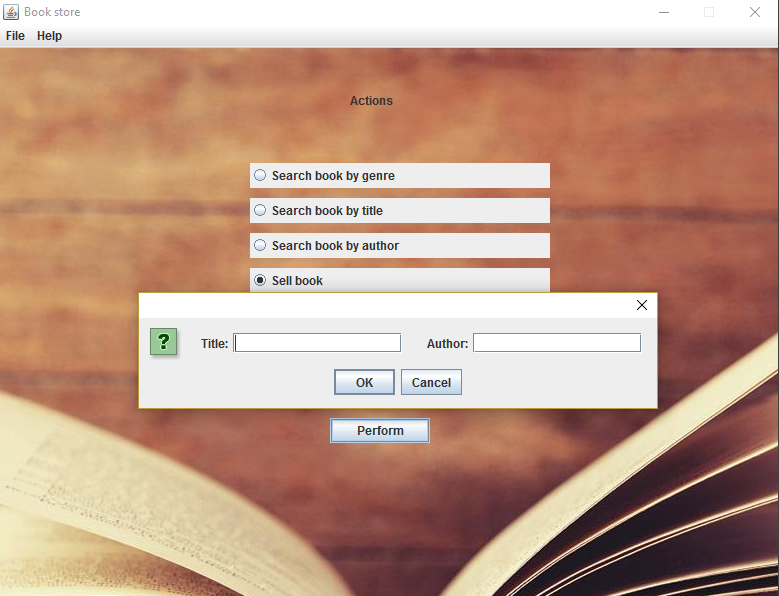 Book store
File Help
Actions
Search book by genre
Search book by title
Search book by author
Sell book
? Title: Author:
OK Cancel
Perform